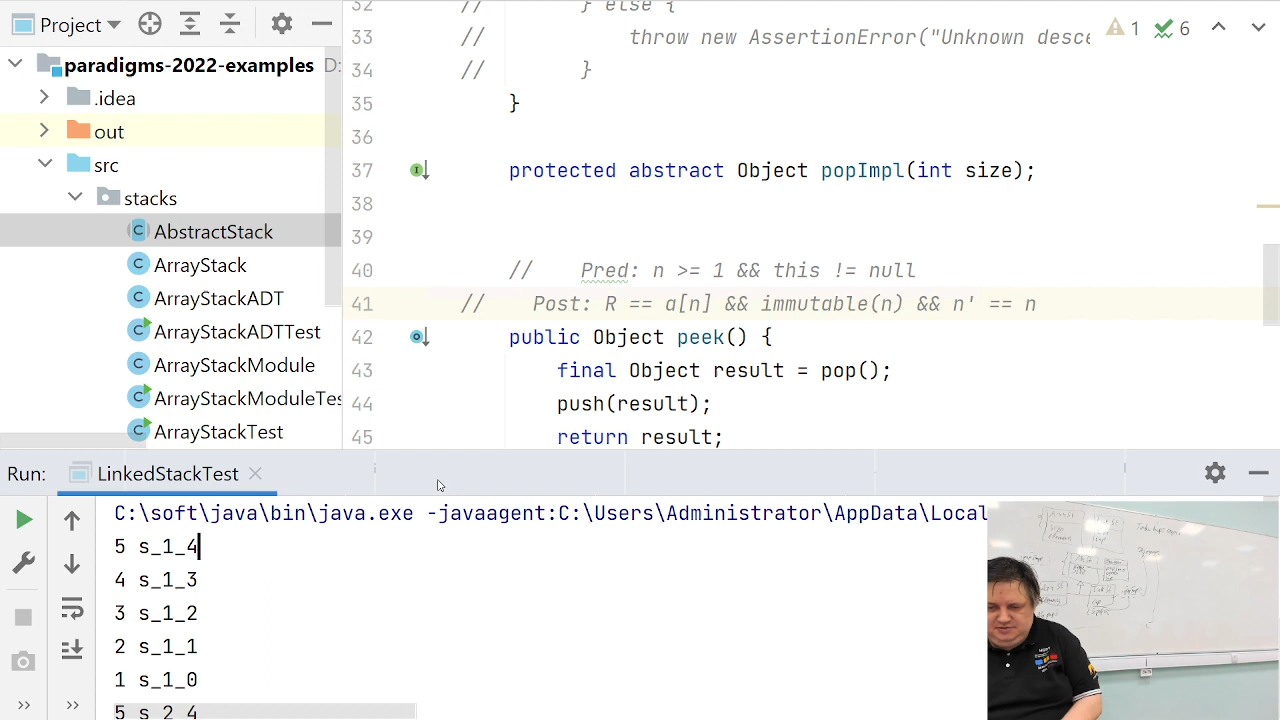 Project
paradigms-2022-examples D:
.idea
out
src
stacks
AbstractStack
ArrayStack
ArrayStackADT
ArrayStackADTTest
ArrayStackModule
ArrayStackModuleTes
ArrayStackTest
32 // } else {
33 // throw new AssertionError("Unknown desce
34 // }
35 }
36
37 protected abstract Object popImpl(int size);
38
39
40 // Pred: n >= 1 && this != null
41 // Post: R == a[n] && immutable(n) && n' == n
42 public Object peek() {
43 final Object result = pop();
44 push(result);
45 return result;
1 6
Run: LinkedStackTest
C:\soft\java\bin\java.exe -javaagent:C:\Users\Administrator\AppData\Local
5 s_1_4
4 s_1_3
3 s_1_2
2 s_1_1
1 s_1_0
5 s_2_4